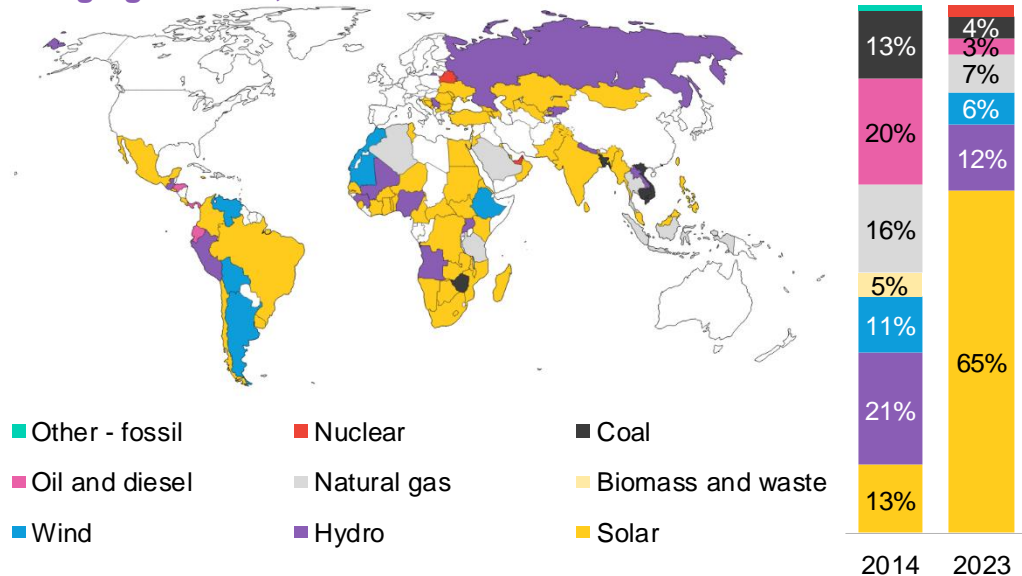 13%
4%
3%
7%
20%
6%
12%
16%
5%
11%
65%
21%
13%
2014 2023
Other - fossil
Nuclear
Coal
Oil and diesel
Natural gas
Biomass and waste
Wind
Hydro
Solar